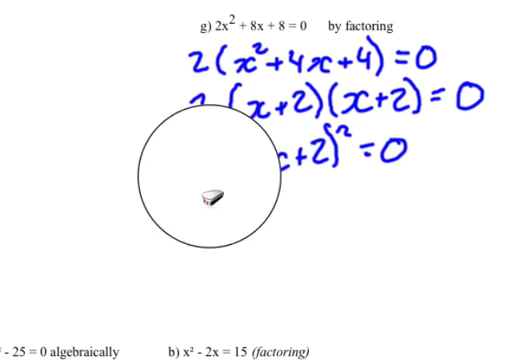 g) 2x² + 8x + 8 = 0 by factoring
2(x²+4x+4)=0
(x+2)(x+2)=0
+2)²=0
- 25 = 0 algebraically
b) x² - 2x = 15 (factoring)